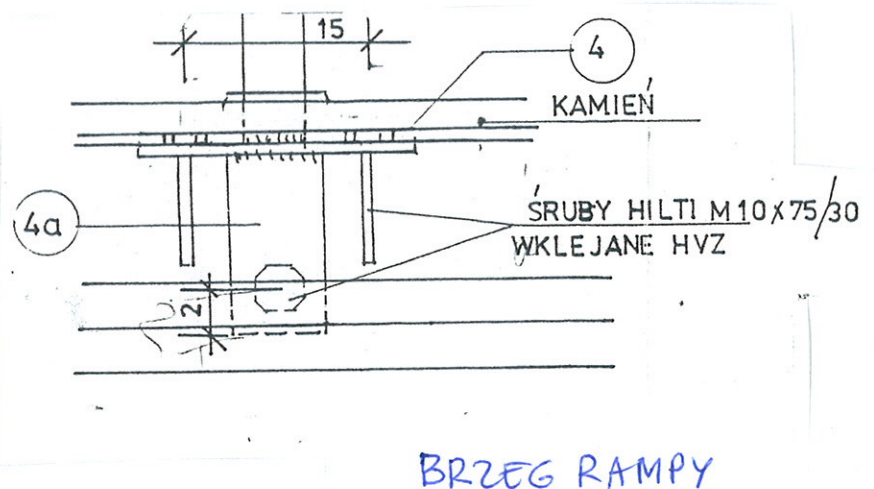 15
4
KAMIEŃ
4a
ŚRUBY HILTI M10X75/30
WKLEJANE HVZ
2
BRZEG RAMPY